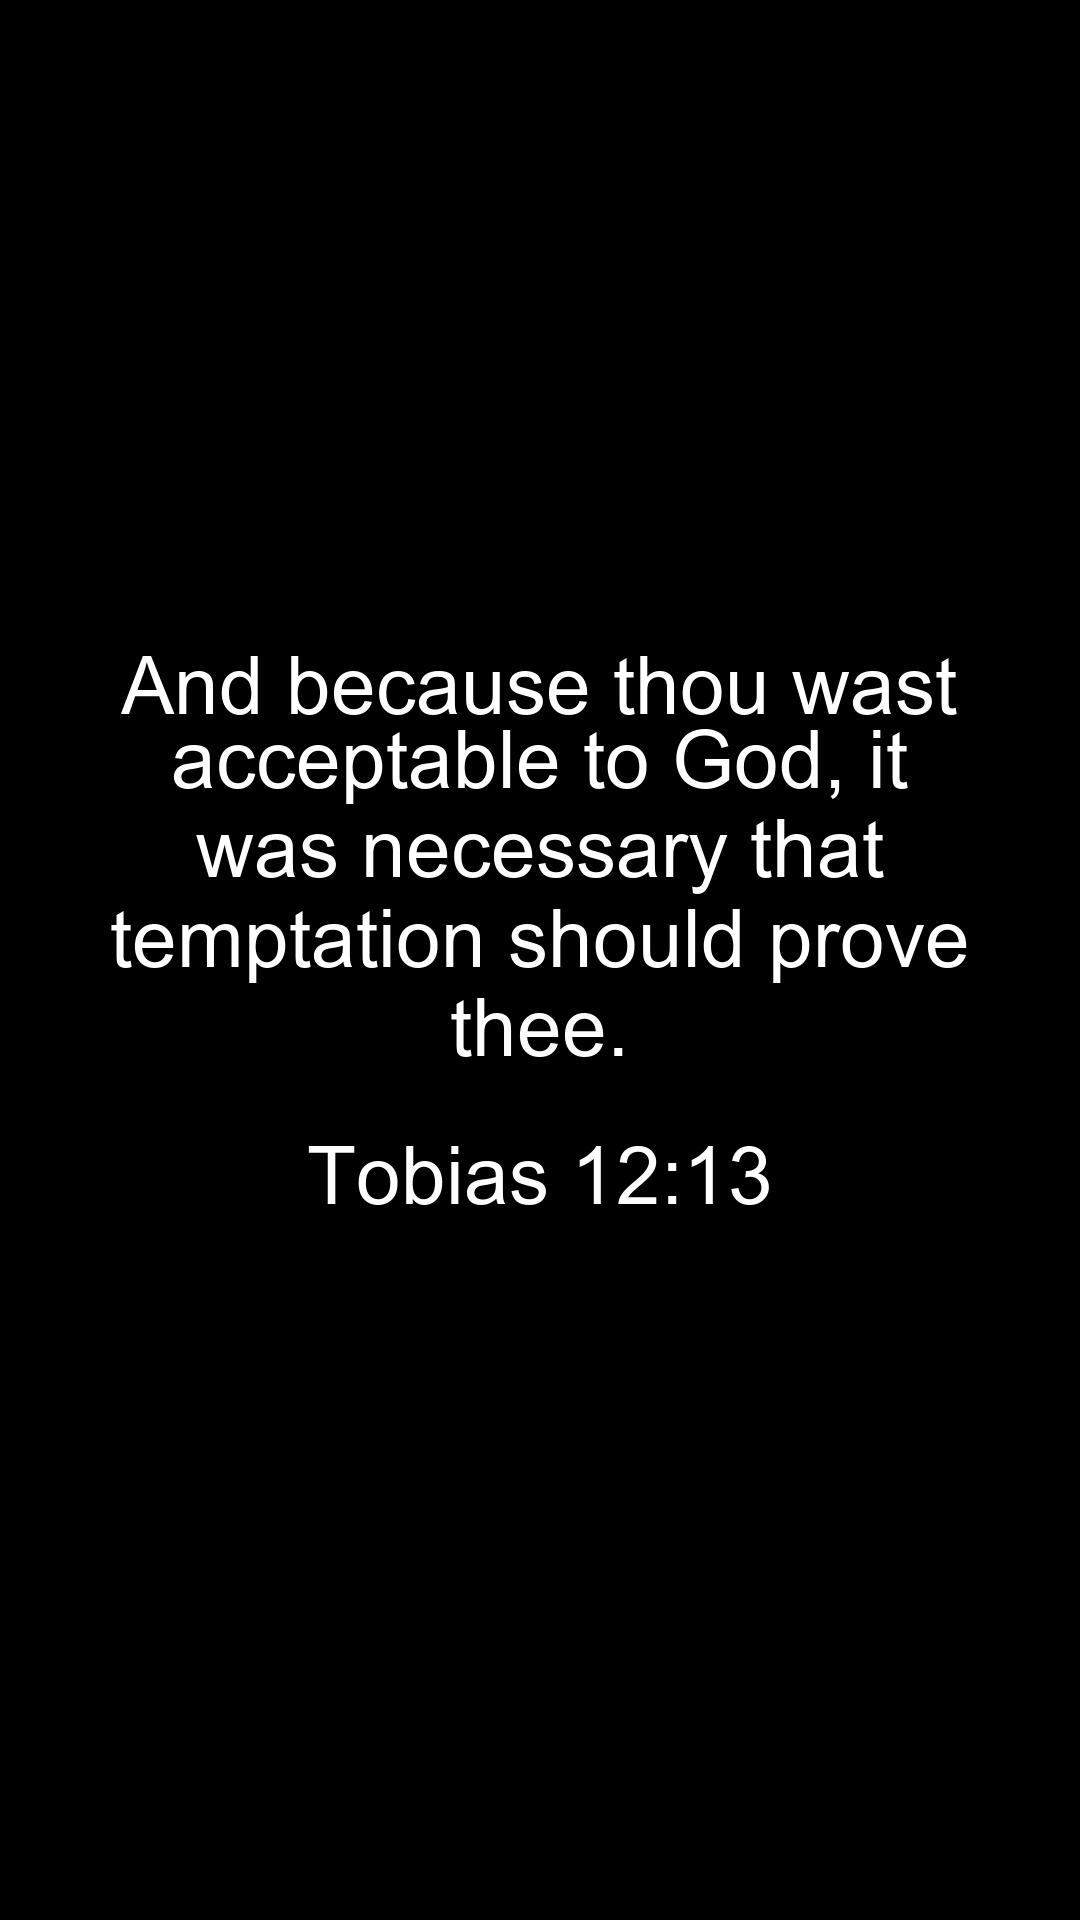 And because thou wast
acceptable to God, it
was necessary that
temptation should prove
thee.
Tobias 12:13